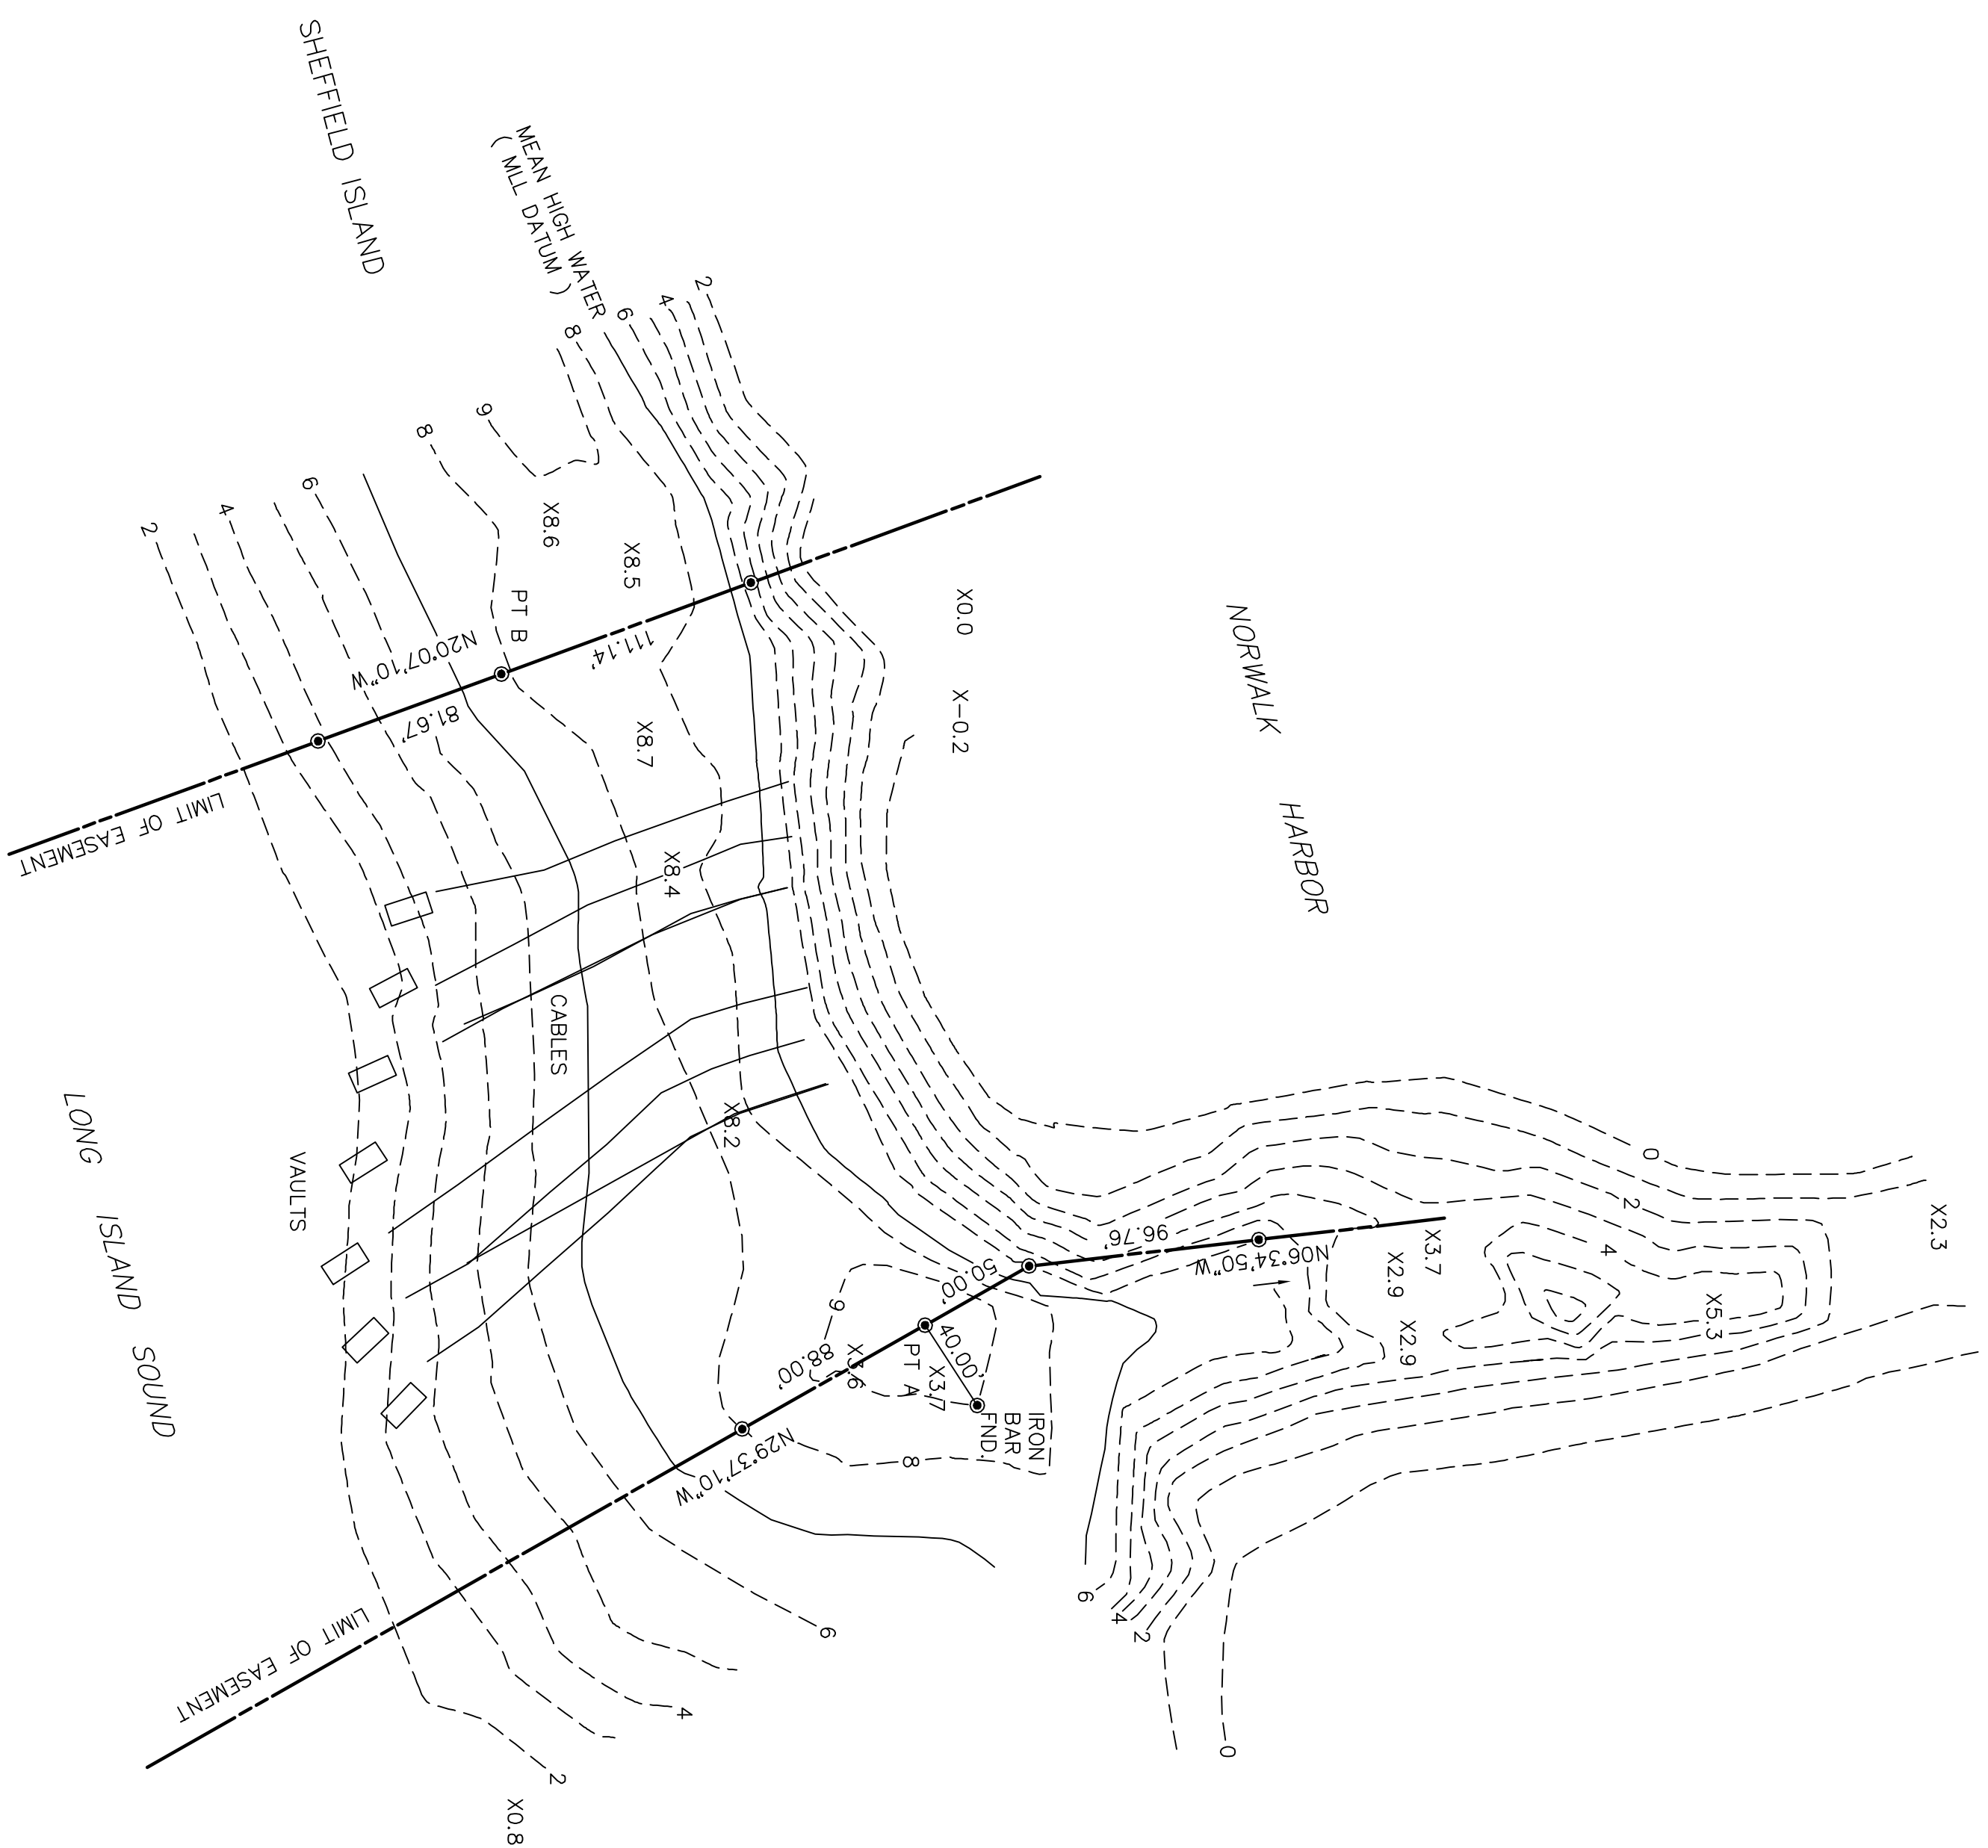 SHEFFIELD ISLAND
MEAN HIGH WATER
( MLL DATUM )
2
4
6
8
9
8
6
4
2
X8.6
X8.5
X0.0
X-0.2
NORWALK
HARBOR
PT B
N20°07'10"W
111.14'
81.67'
LIMIT OF EASEMENT
X8.7
X8.4
CABLES
X8.2
VAULTS
LONG ISLAND SOUND
0
2
X2.3
96.76'
N06°34'50"W
X3.7
X2.9
X2.9
4
X5.3
50.00'
40.00'
9
88.00'
X3.6
PT A
X3.7
IRON
BAR
FND.
8
N29°37'10"W
LIMIT OF EASEMENT
6
4
2
0
6
4
2
X0.8